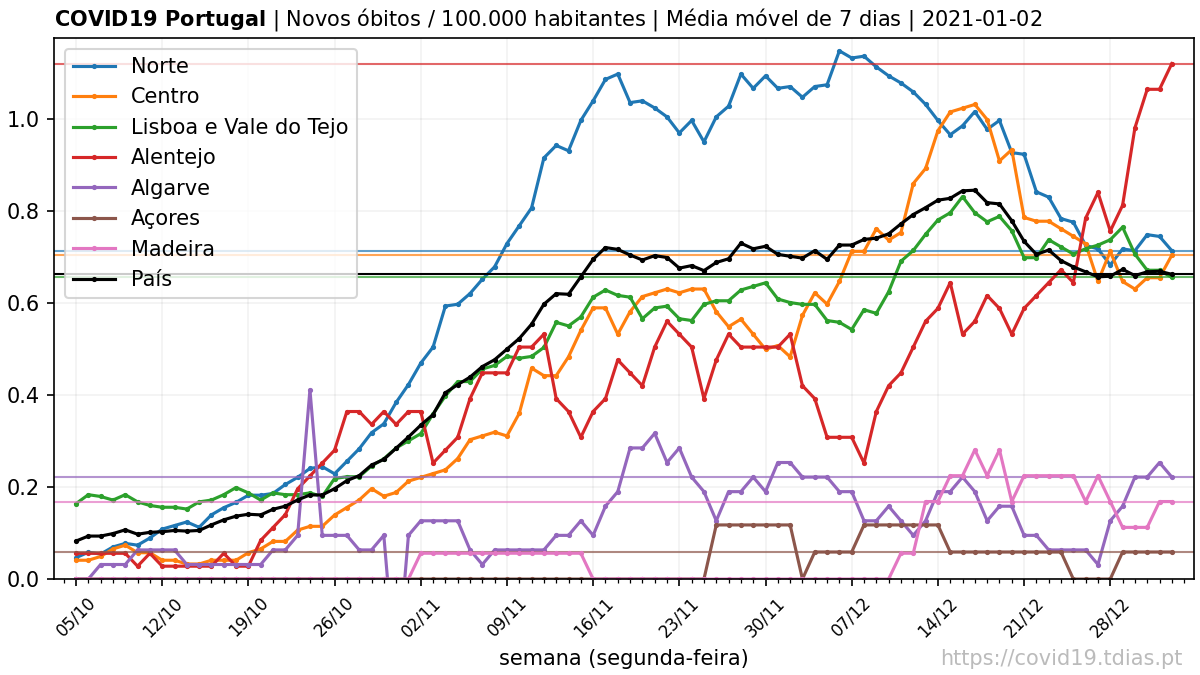 COVID19 Portugal | Novos óbitos / 100.000 habitantes | Média móvel de 7 dias | 2021-01-02
Norte
Centro
Lisboa e Vale do Tejo
Alentejo
Algarve
Açores
Madeira
País
1.0
0.8
0.6
0.4
0.2
0.0
05/10
12/10
19/10
26/10
02/11
09/11
16/11
23/11
30/11
07/12
14/12
21/12
28/12
semana (segunda-feira)
https://covid19.tdias.pt